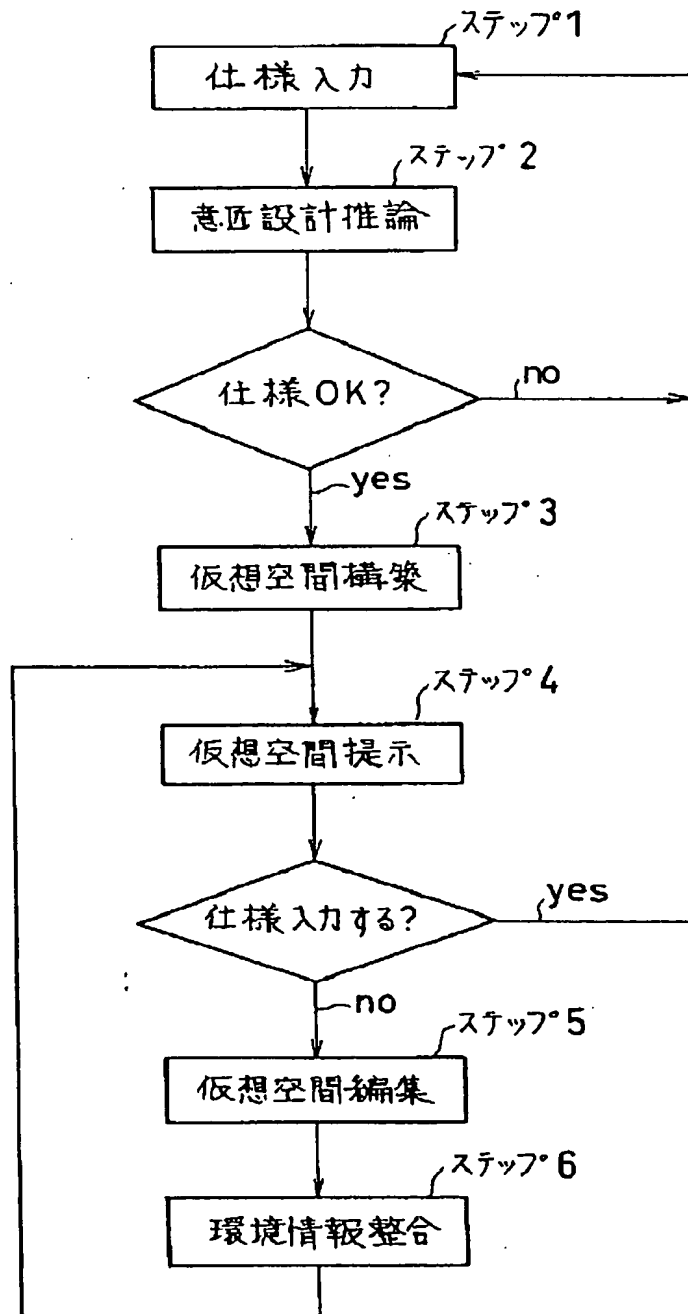 ステップ1
仕様入力
ステップ2
意匠設計推論
仕様OK?
no
yes
ステップ3
仮想空間構築
ステップ4
仮想空間提示
仕様入力する?
yes
no
ステップ5
仮想空間編集
ステップ6
環境情報整合